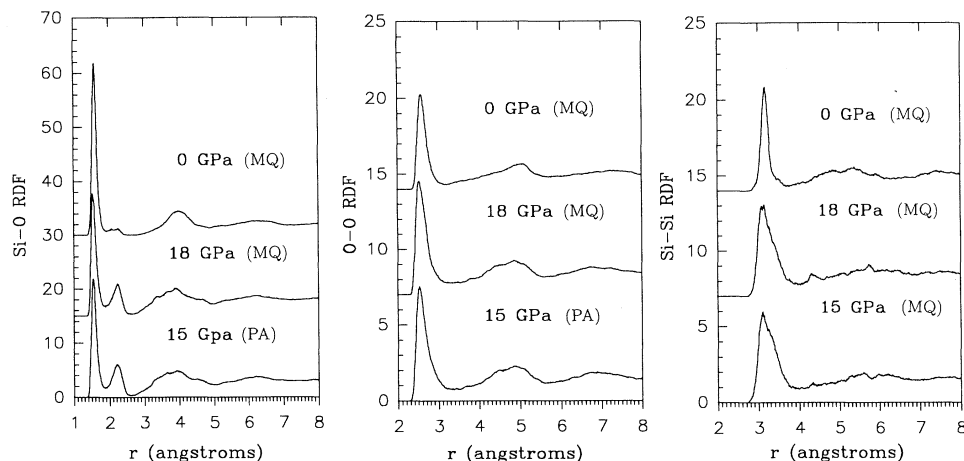 70
60
50
40
30
20
10
0
Si-O RDF
0 GPa (MQ)
18 GPa (MQ)
15 Gpa (PA)
1 2 3 4 5 6 7 8
r (angstroms)
25
20
15
10
5
0
O-O RDF
0 GPa (MQ)
18 GPa (MQ)
15 GPa (PA)
2 3 4 5 6 7 8
r (angstroms)
25
20
15
10
5
0
Si-Si RDF
0 GPa (MQ)
18 GPa (MQ)
15 GPa (MQ)
2 3 4 5 6 7 8
r (angstroms)